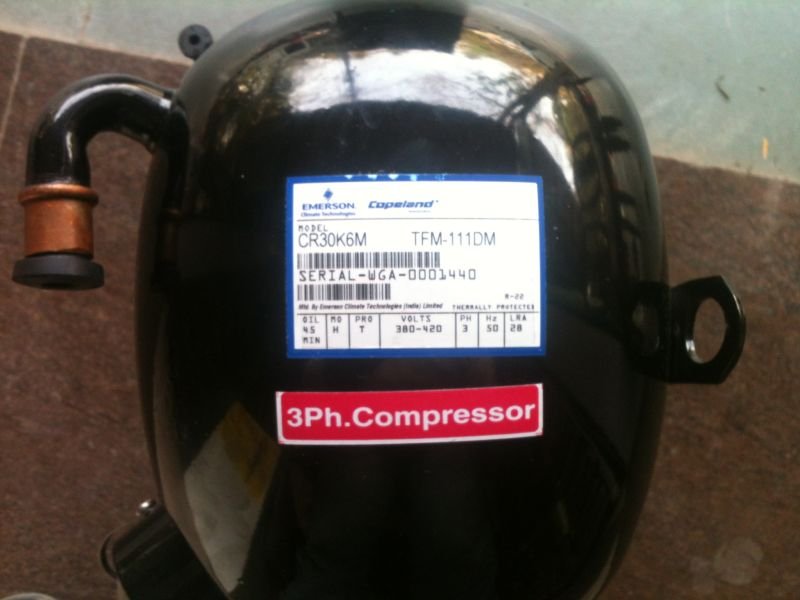 EMERSON
Climate Technologies
Copeland
MODEL
CR30K6M TFM-111DM
SERIAL-WGA-0001440
R-22
Mfd. By Emerson Climate Technologies (India) Limited THERMALLY PROTECTED
OIL MO PRO VOLTS PH Hz LRA
45 H T 380-420 3 50 28
MIN
3Ph.Compressor